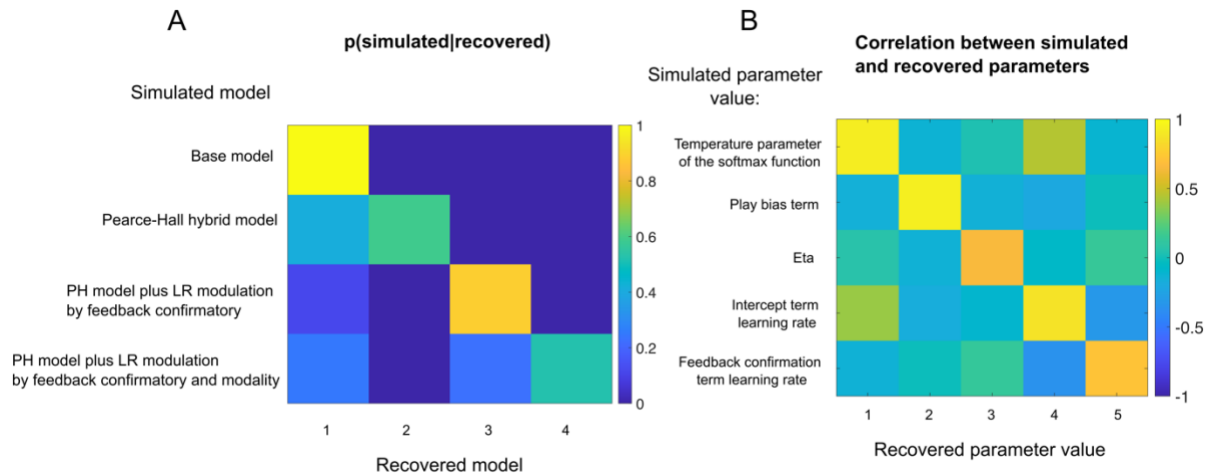 A
p(simulated|recovered)
Simulated model
Base model
Pearce-Hall hybrid model
PH model plus LR modulation
by feedback confirmatory
PH model plus LR modulation
by feedback confirmatory and modality
1
0.8
0.6
0.4
0.2
0
1 2 3 4
Recovered model
B
Correlation between simulated
and recovered parameters
Simulated parameter
value:
Temperature parameter
of the softmax function
Play bias term
Eta
Intercept term
learning rate
Feedback confirmation
term learning rate
1
0.5
0
-0.5
-1
1 2 3 4 5
Recovered parameter value